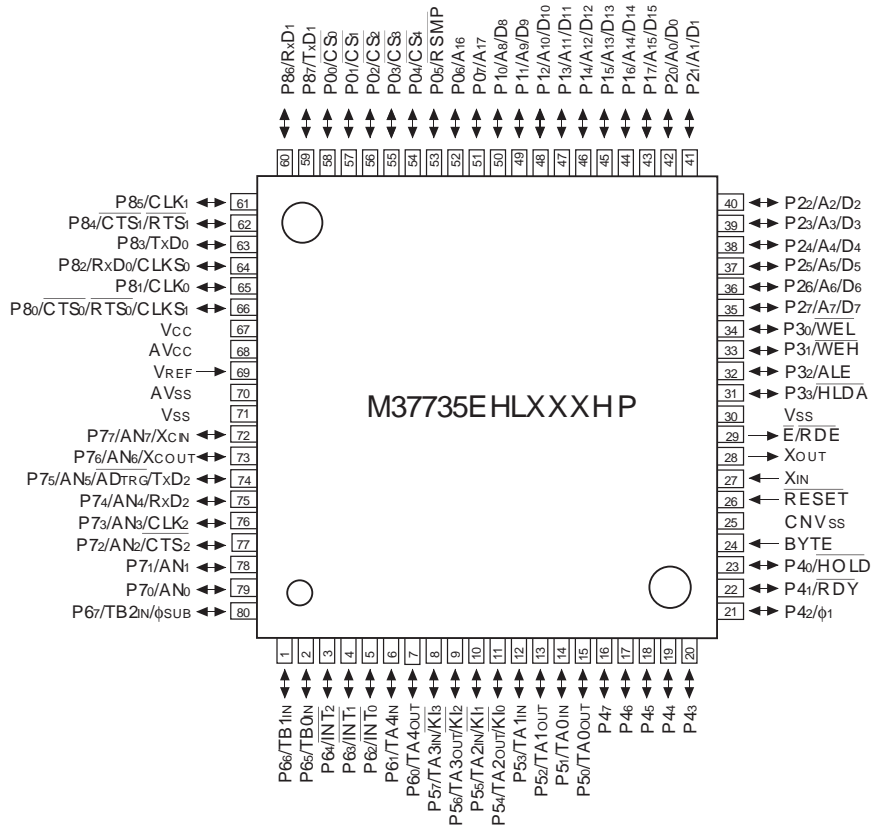 P86/RxD1
P87/TxD1
P00/CS0
P01/CS1
P02/CS2
P03/CS3
P04/CS4
P05/RSMP
P06/A16
P07/A17
P10/A8/D8
P11/A9/D9
P12/A10/D10
P13/A11/D11
P14/A12/D12
P15/A13/D13
P16/A14/D14
P17/A15/D15
P20/A0/D0
P21/A1/D1
60 59 58 57 56 55 54 53 52 51 50 49 48 47 46 45 44 43 42 41
P85/CLK1 61
P84/CTS1/RTS1 62
P83/TxD0 63
P82/RxD0/CLKS0 64
P81/CLK0 65
P80/CTS0/RTS0/CLKS1 66
VCC 67
AVCC 68
VREF 69
AVSS 70
VSS 71
P77/AN7/XCIN 72
P76/AN6/XCOUT 73
P75/AN5/ADTRG/TxD2 74
P74/AN4/RxD2 75
P73/AN3/CLK2 76
P72/AN2/CTS2 77
P71/AN1 78
P70/AN0 79
P67/TB2IN/φSUB 80
M37735EHLXXXHP
40 P22/A2/D2
39 P23/A3/D3
38 P24/A4/D4
37 P25/A5/D5
36 P26/A6/D6
35 P27/A7/D7
34 P30/WEL
33 P31/WEH
32 P32/ALE
31 P33/HLDA
30 VSS
29 E/RDE
28 XOUT
27 XIN
26 RESET
25 CNVSS
24 BYTE
23 P40/HOLD
22 P41/RDY
21 P42/φ1
1 2 3 4 5 6 7 8 9 10 11 12 13 14 15 16 17 18 19 20
P66/TB1IN
P65/TB0IN
P64/INT2
P63/INT1
P62/INT0
P61/TA4IN
P60/TA4OUT
P57/TA3IN/KI3
P56/TA3OUT/KI2
P55/TA2IN/KI1
P54/TA2OUT/KI0
P53/TA1IN
P52/TA1OUT
P51/TA0IN
P50/TA0OUT
P47
P46
P45
P44
P43